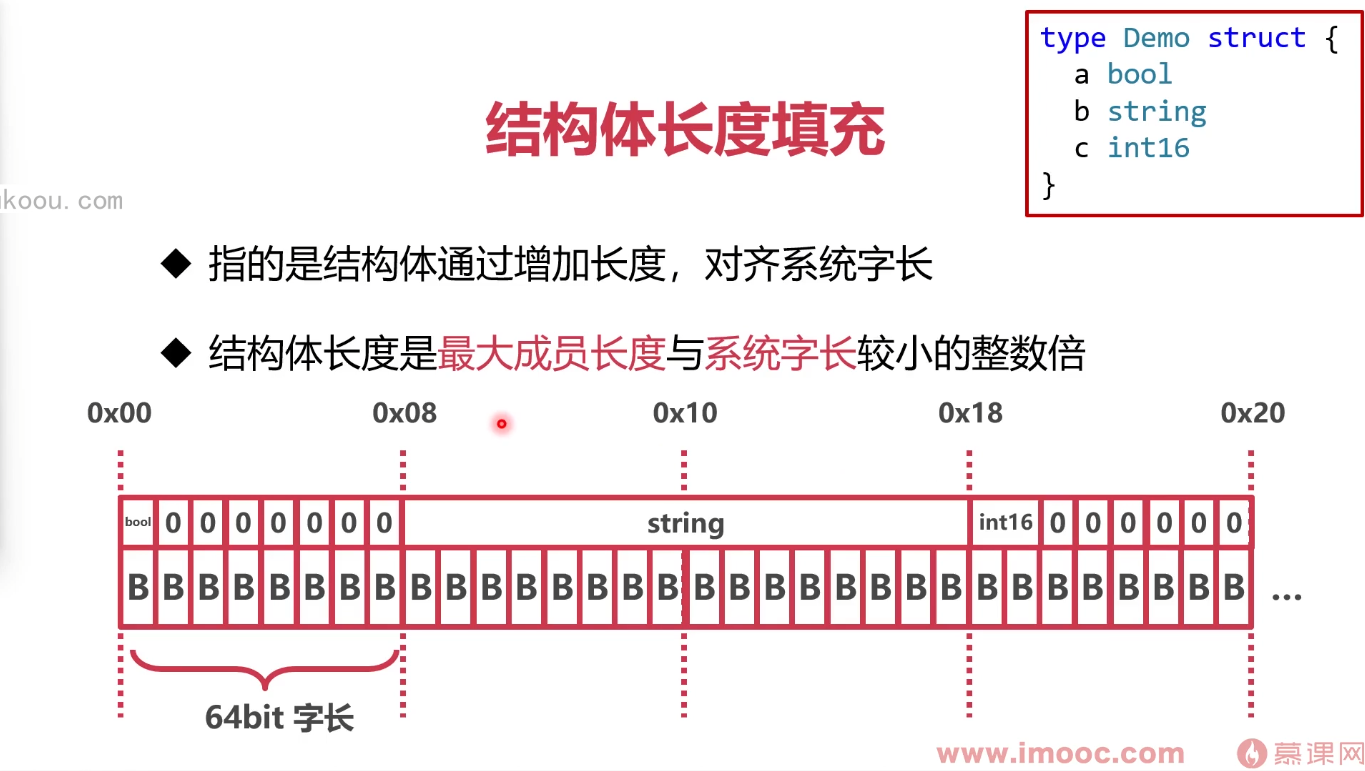 type Demo struct {
a bool
b string
c int16
}
结构体长度填充
koou.com
◆ 指的是结构体通过增加长度，对齐系统字长
◆ 结构体长度是最大成员长度与系统字长较小的整数倍
0x00 0x08 0x10 0x18 0x20
bool 0 0 0 0 0 0 0 string int16 0 0 0 0 0 0
B B B B B B B B B B B B B B B B B B B B B B B B B B B B B B B B ...
64bit 字长
www.imooc.com 慕课网